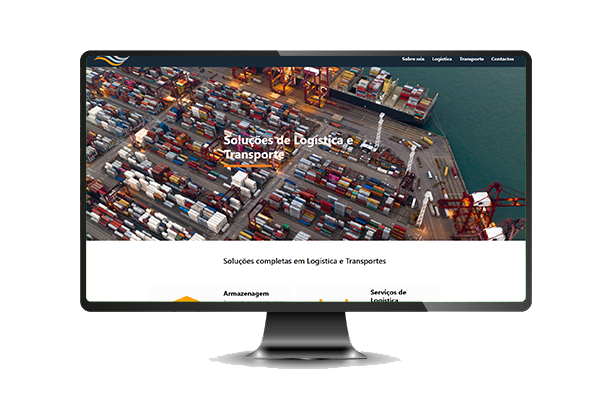 Sobre nós Logística Transporte Contactos
Soluções de Logística e
Transporte
Soluções completas em Logística e Transportes
Armazenagem
Serviços de
Logística